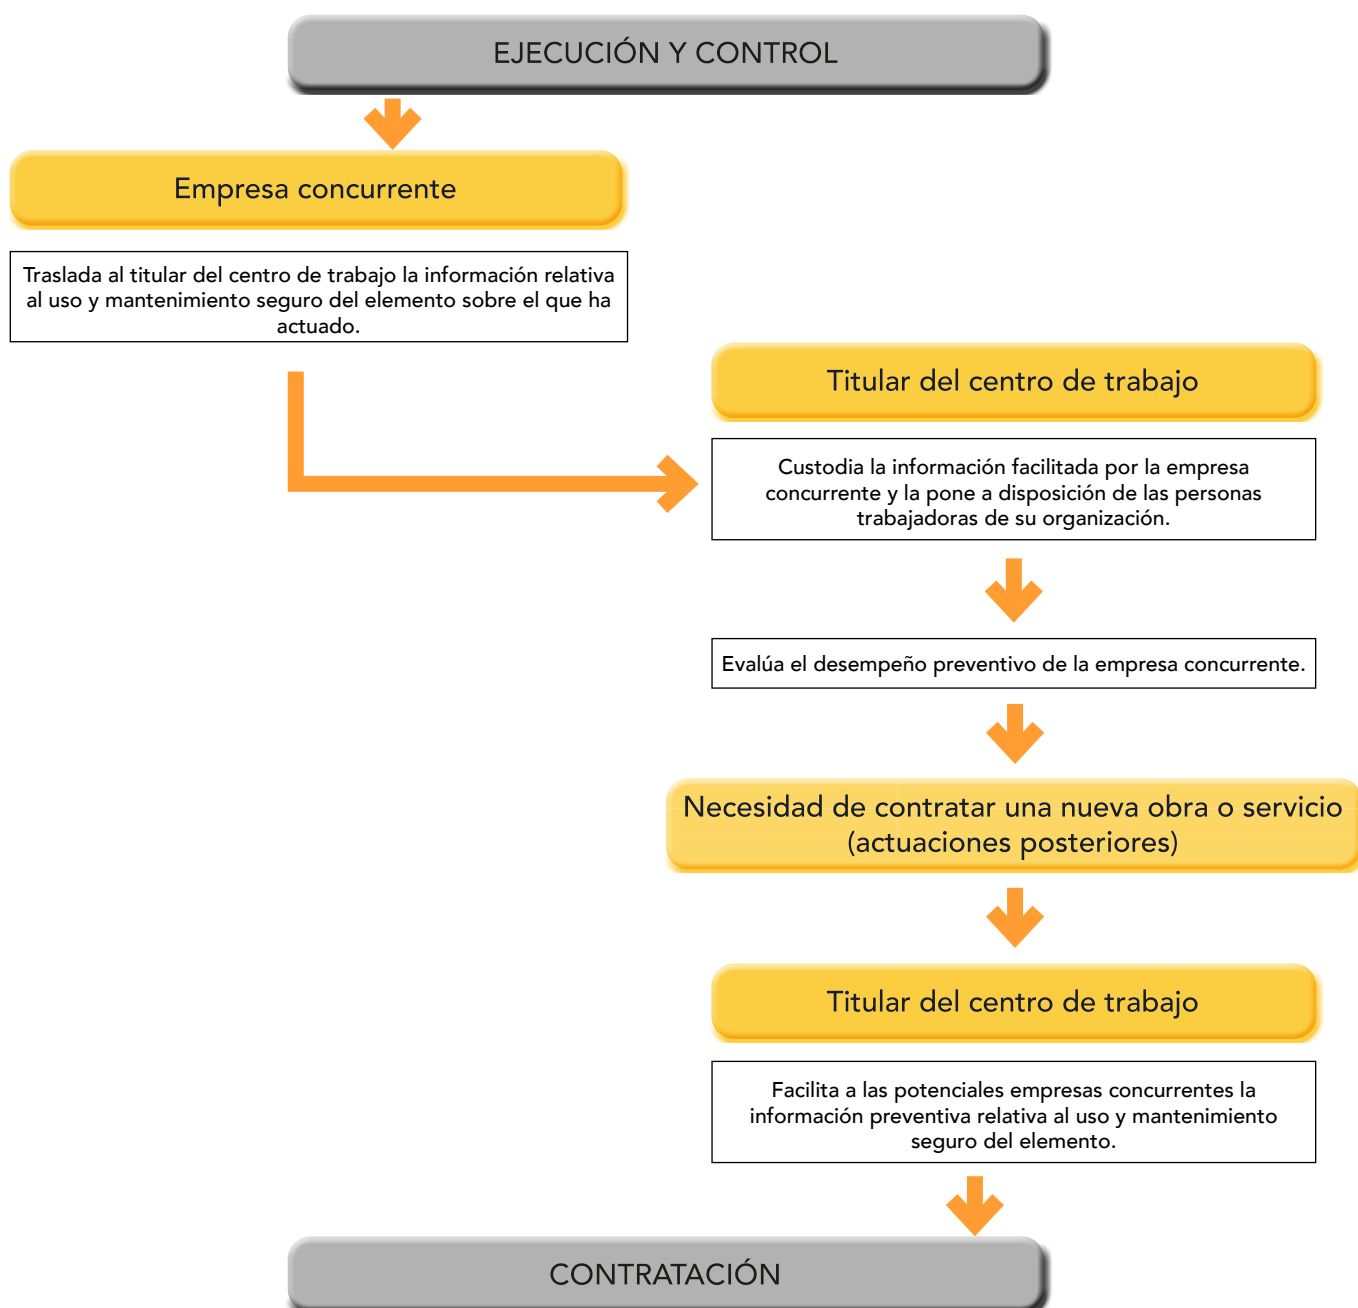 EJECUCIÓN Y CONTROL
Empresa concurrente
Traslada al titular del centro de trabajo la información relativa
al uso y mantenimiento seguro del elemento sobre el que ha
actuado.
Titular del centro de trabajo
Custodia la información facilitada por la empresa
concurrente y la pone a disposición de las personas
trabajadoras de su organización.
Evalúa el desempeño preventivo de la empresa concurrente.
Necesidad de contratar una nueva obra o servicio
(actuaciones posteriores)
Titular del centro de trabajo
Facilita a las potenciales empresas concurrentes la
información preventiva relativa al uso y mantenimiento
seguro del elemento.
CONTRATACIÓN